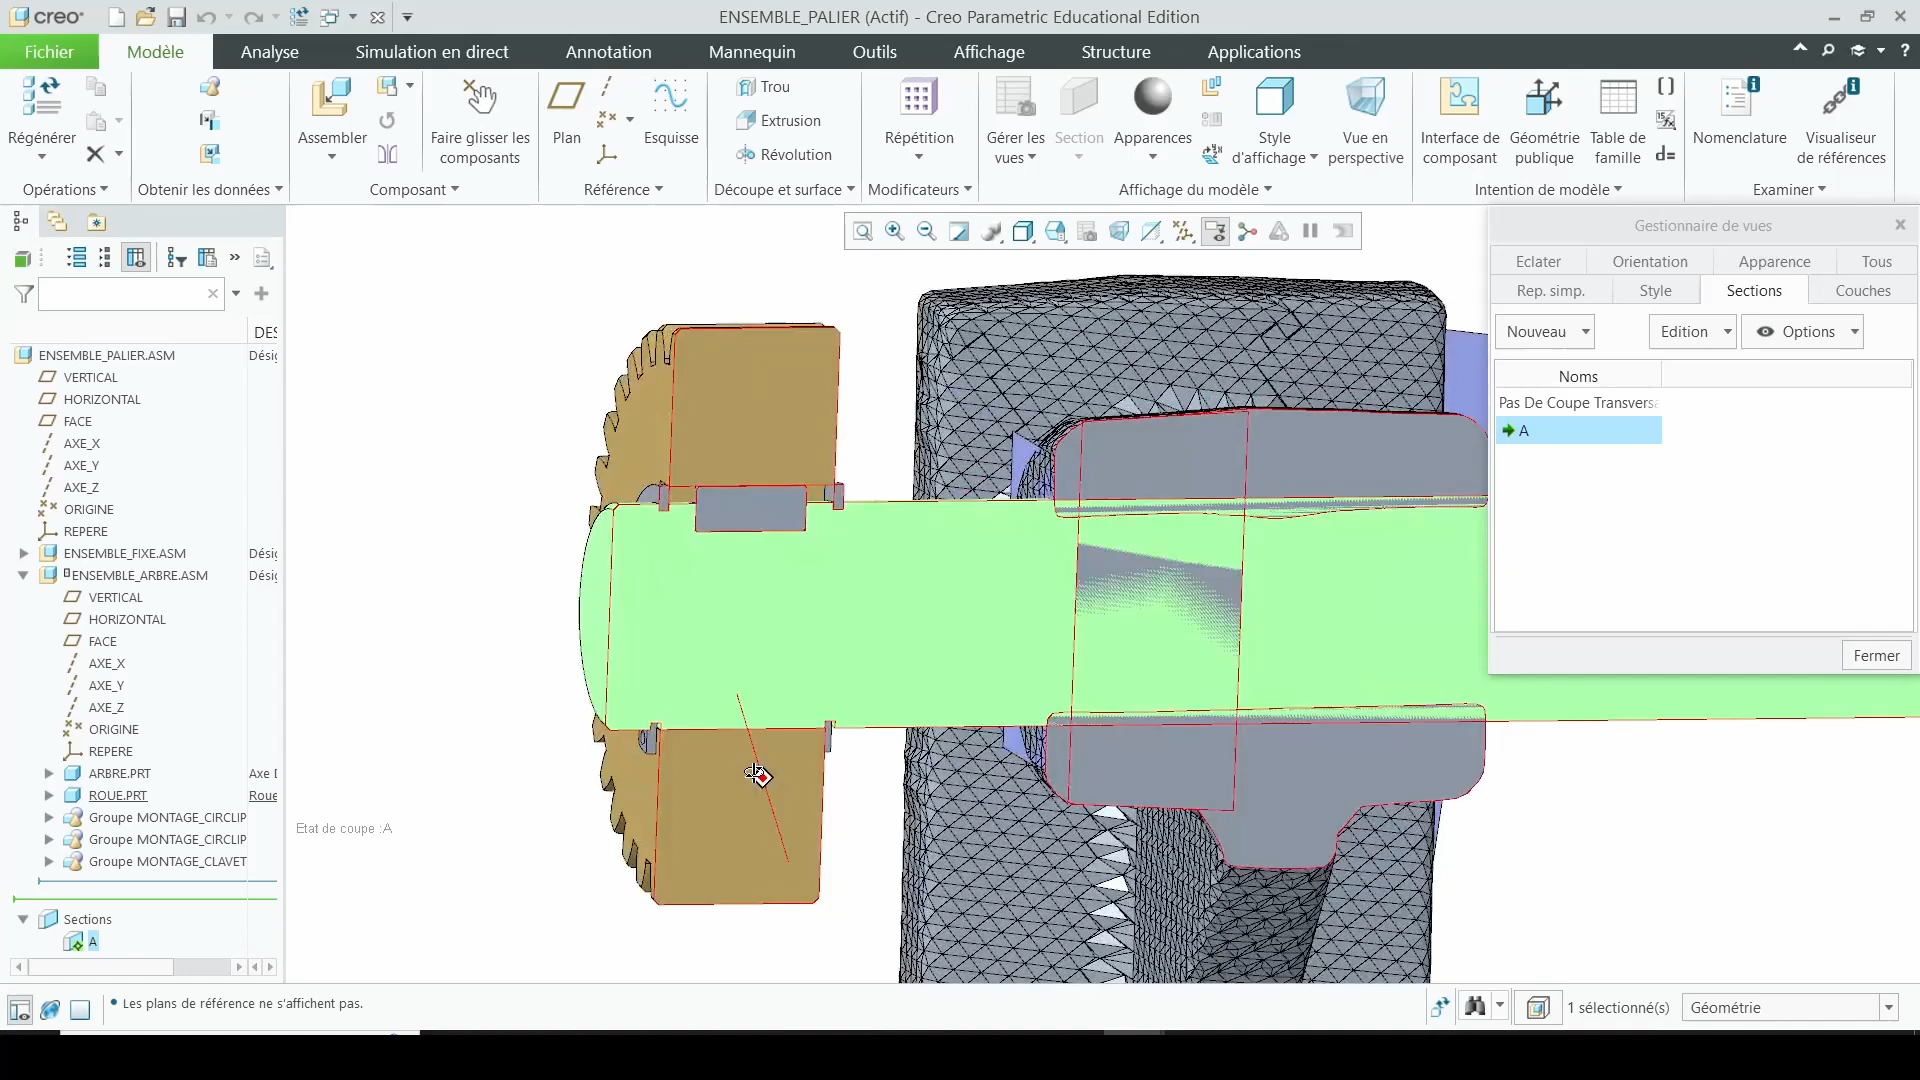 creo ENSEMBLE_PALIER (Actif) - Creo Parametric Educational Edition
Fichier Modèle Analyse Simulation en direct Annotation Mannequin Outils Affichage Structure Applications
Trou
Extrusion
Révolution
Régénérer Assembler Faire glisser les Plan Esquisse Répétition Gérer les Section Apparences Style Vue en Interface de Géométrie Table de Nomenclature Visualiseur
composants vues d'affichage perspective composant publique famille de références
Opérations Obtenir les données Composant Référence Découpe et surface Modificateurs Affichage du modèle Intention de modèle Examiner
Gestionnaire de vues
Eclater Orientation Apparence Tous
Rep. simp. Style Sections Couches
Nouveau Edition Options
Noms
Pas De Coupe Transversa
A
Fermer
DES
ENSEMBLE_PALIER.ASM Désig
VERTICAL
HORIZONTAL
FACE
AXE_X
AXE_Y
AXE_Z
ORIGINE
REPERE
ENSEMBLE_FIXE.ASM Désig
ENSEMBLE_ARBRE.ASM Désig
VERTICAL
HORIZONTAL
FACE
AXE_X
AXE_Y
AXE_Z
ORIGINE
REPERE
ARBRE.PRT Axe D
ROUE.PRT Roue
Groupe MONTAGE_CIRCLIP
Groupe MONTAGE_CIRCLIP
Groupe MONTAGE_CLAVET
Sections
A
Etat de coupe :A
Les plans de référence ne s'affichent pas.
1 sélectionné(s) Géométrie